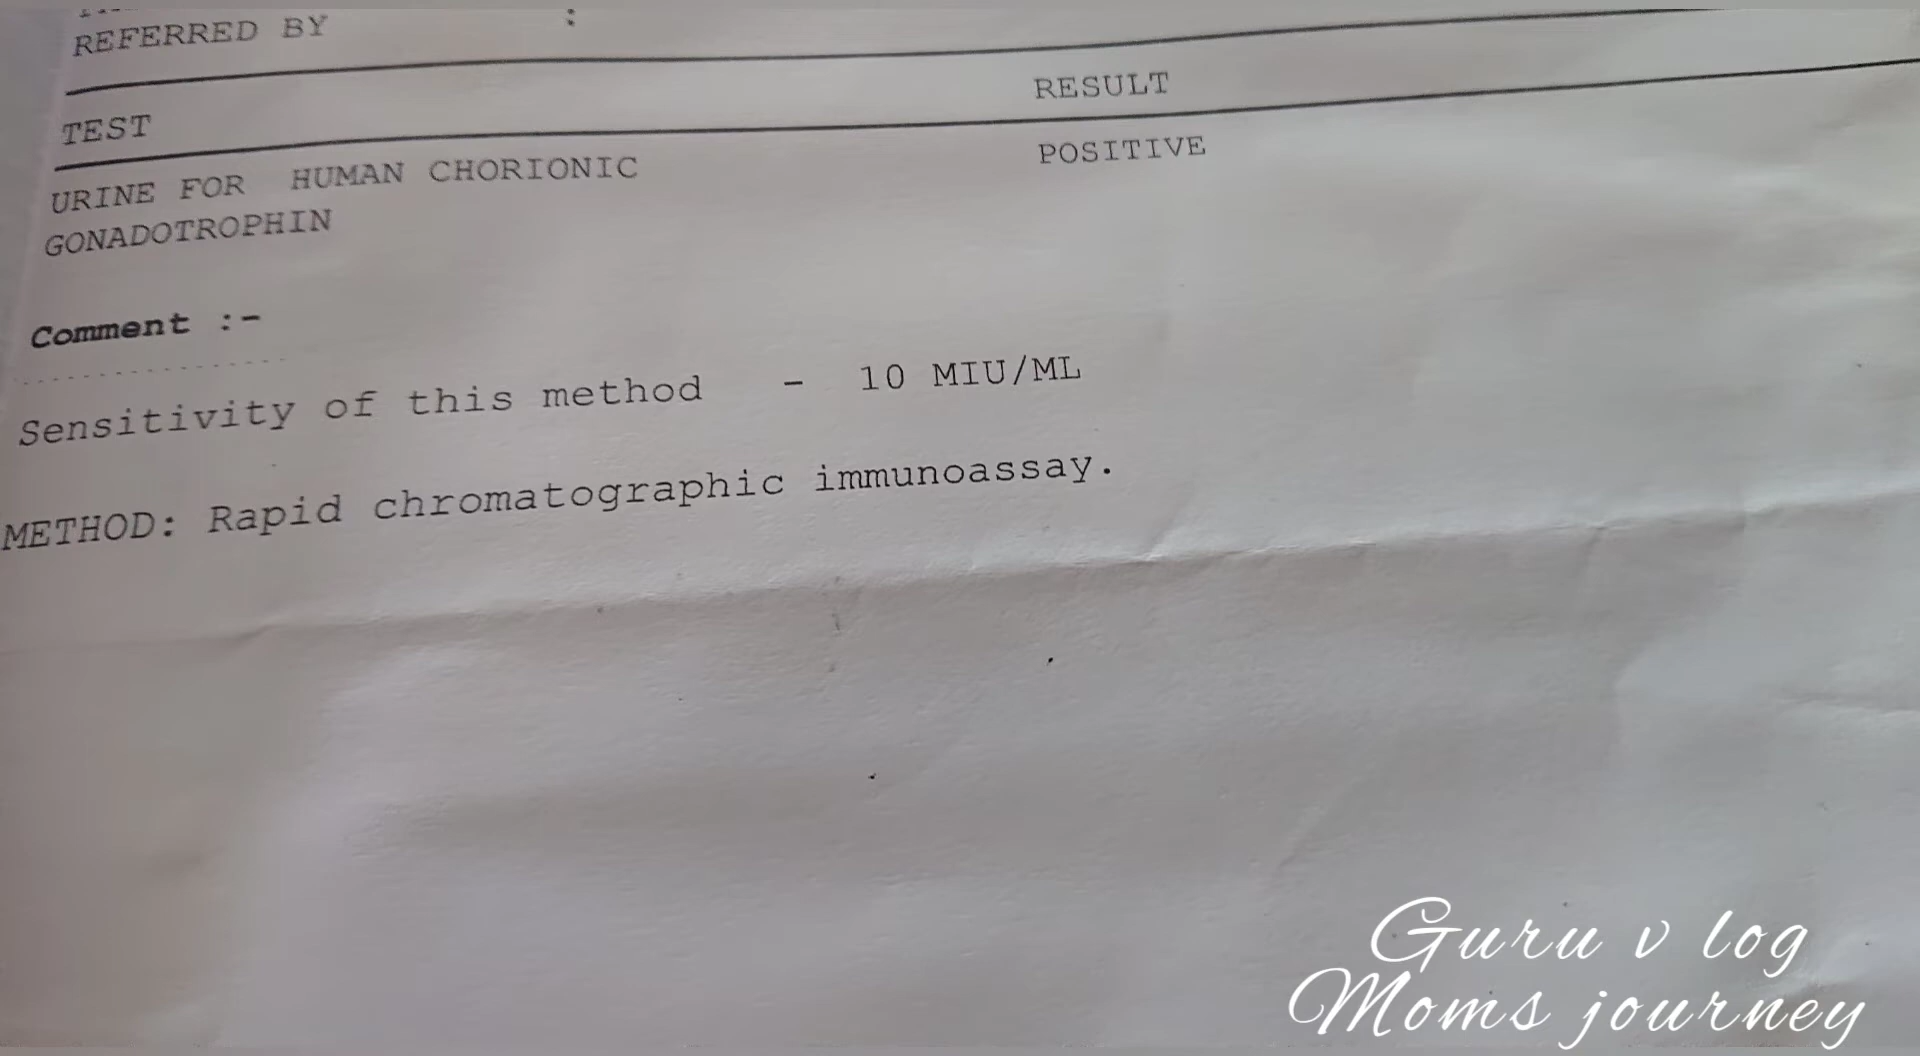 REFERRED BY :
TEST RESULT
URINE FOR HUMAN CHORIONIC POSITIVE
GONADOTROPHIN
Comment :-
Sensitivity of this method - 10 MIU/ML
METHOD: Rapid chromatographic immunoassay.
Guru v log
Moms journey